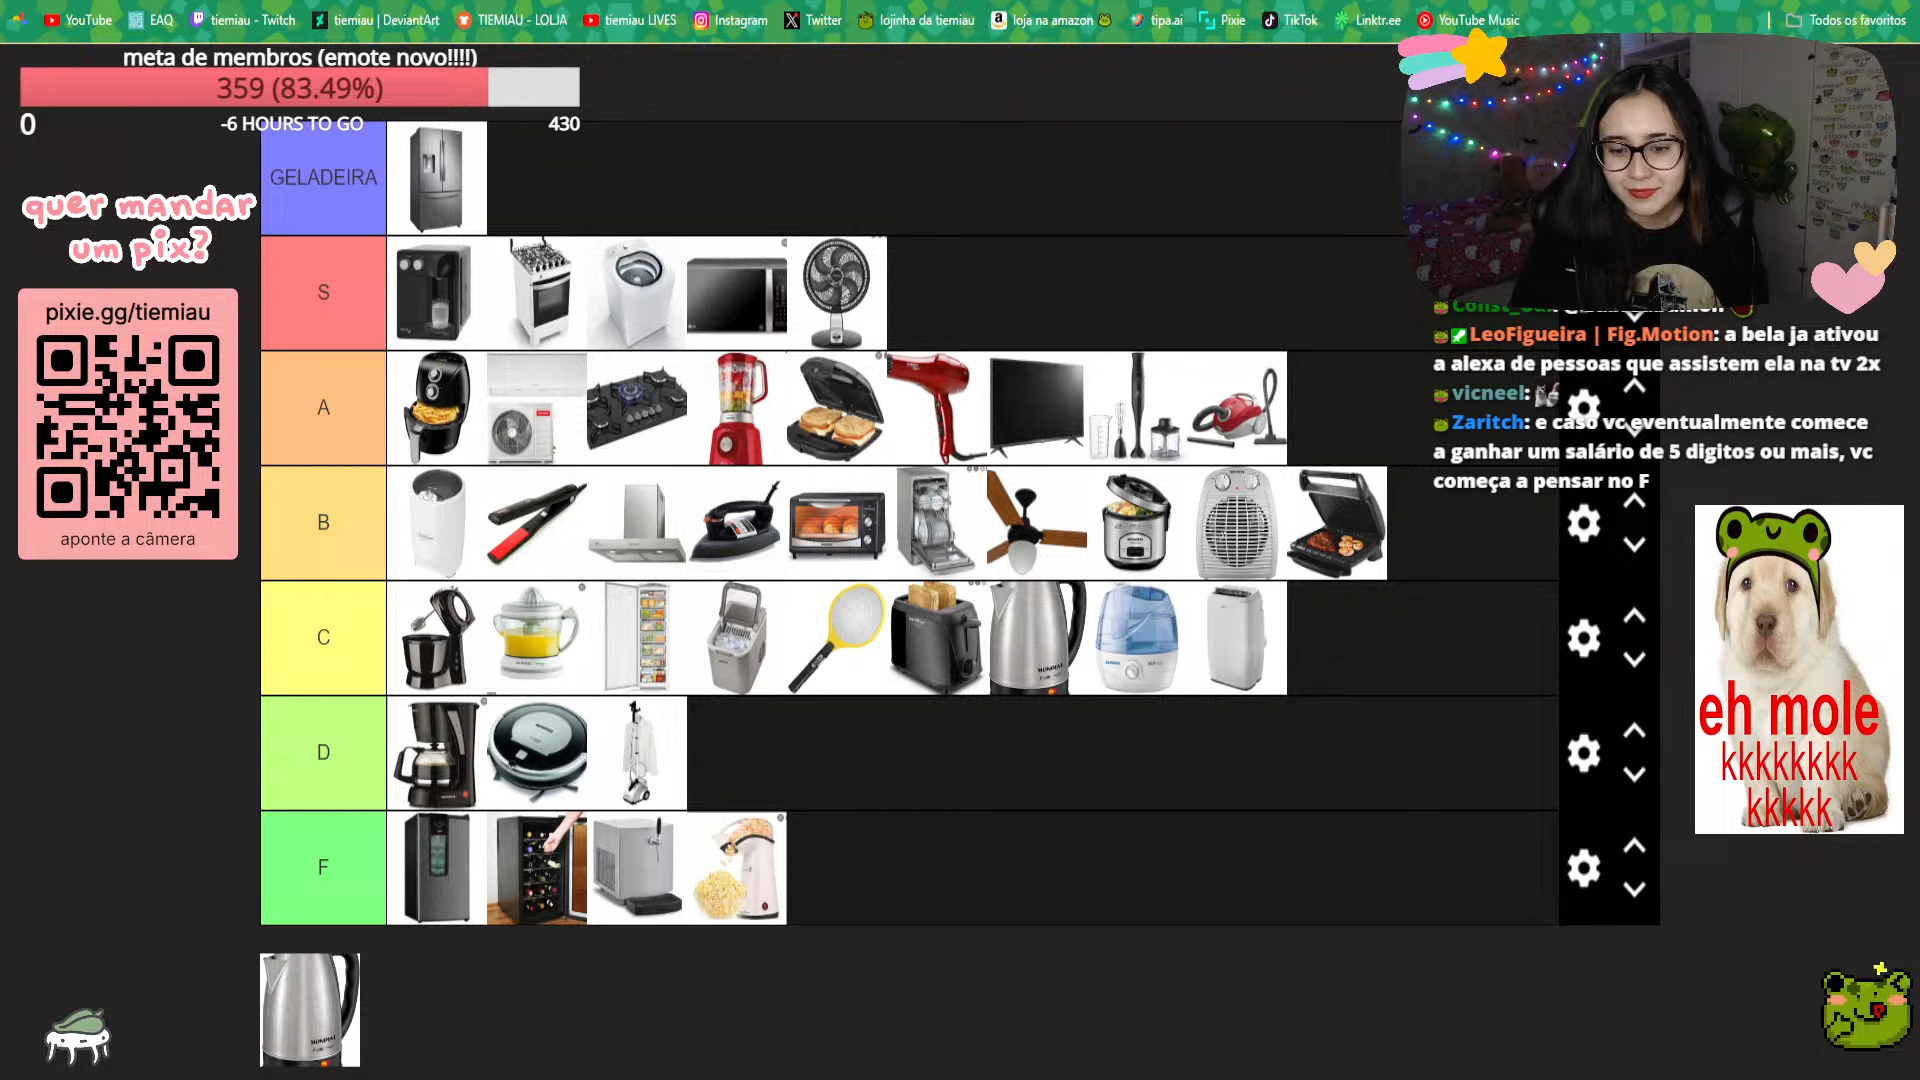 YouTube
EAQ
tiemiau - Twitch
tiemiau | DeviantArt
TIEMIAU - LOLJA
tiemiau LIVES
Instagram
Twitter
lojinha da tiemiau
loja na amazon
tipa.ai
Pixie
TikTok
Linktr.ee
YouTube Music
Todos os favoritos
meta de membros (emote novo!!!!)
359 (83.49%)
0
-6 HOURS TO GO
430
quer mandar
um pix?
pixie.gg/tiemiau
aponte a câmera
GELADEIRA
S
A
B
C
D
F
LeoFigueira | Fig.Motion: a bela ja ativou
a alexa de pessoas que assistem ela na tv 2x
vicneel:
Zaritch: e caso vc eventualmente comece
a ganhar um salário de 5 digitos ou mais, vc
começa a pensar no F
eh mole
kkkkkkkk
kkkkk
MONDIAL
MONDIAL